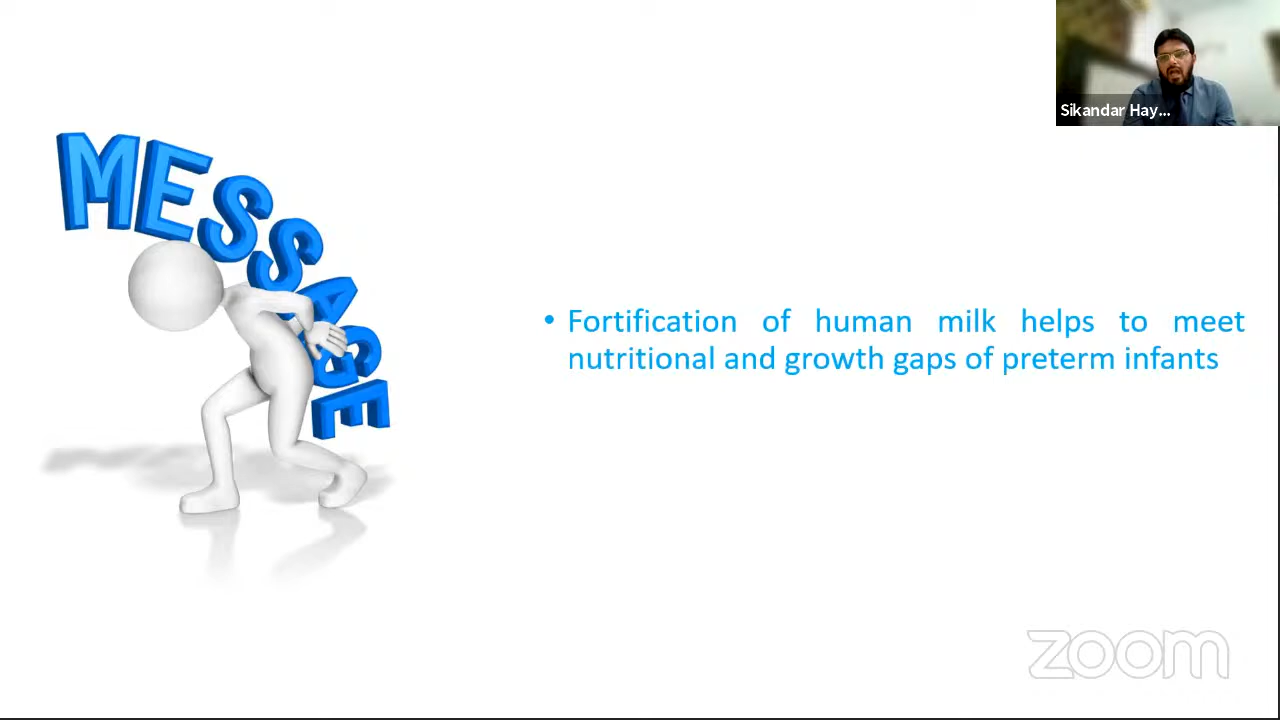 Sikandar Hay...
MESSAGE
• Fortification of human milk helps to meet
nutritional and growth gaps of preterm infants
zoom